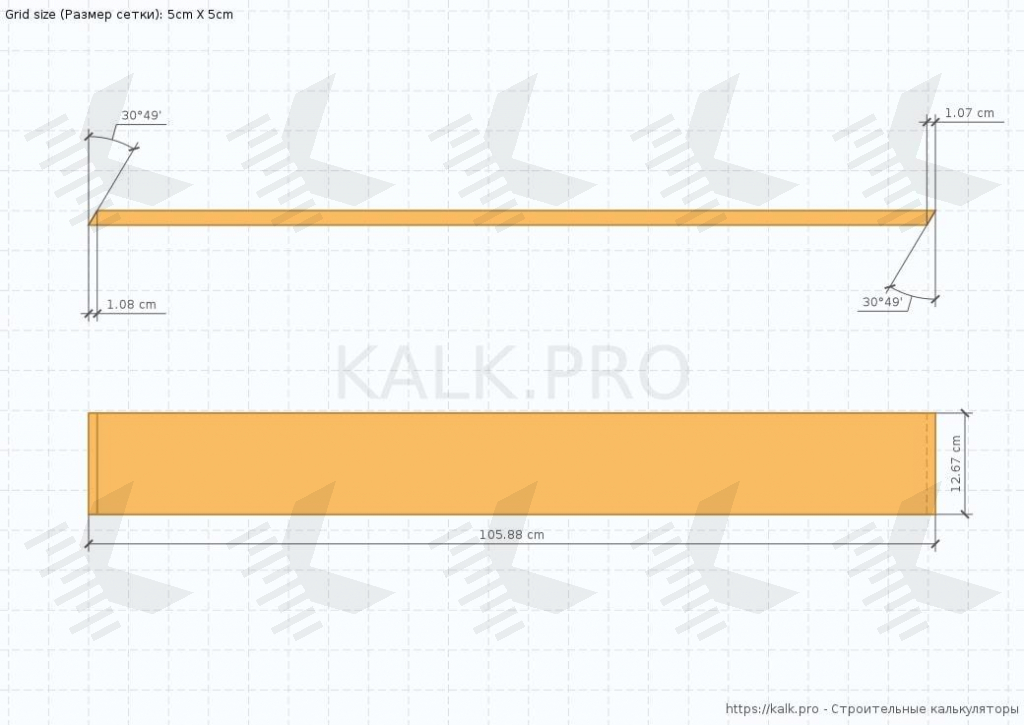 Grid size (Размер сетки): 5cm X 5cm
30°49'
1.07 cm
1.08 cm
30°49'
KALK.PRO
12.67 cm
105.88 cm
https://kalk.pro - Строительные калькуляторы